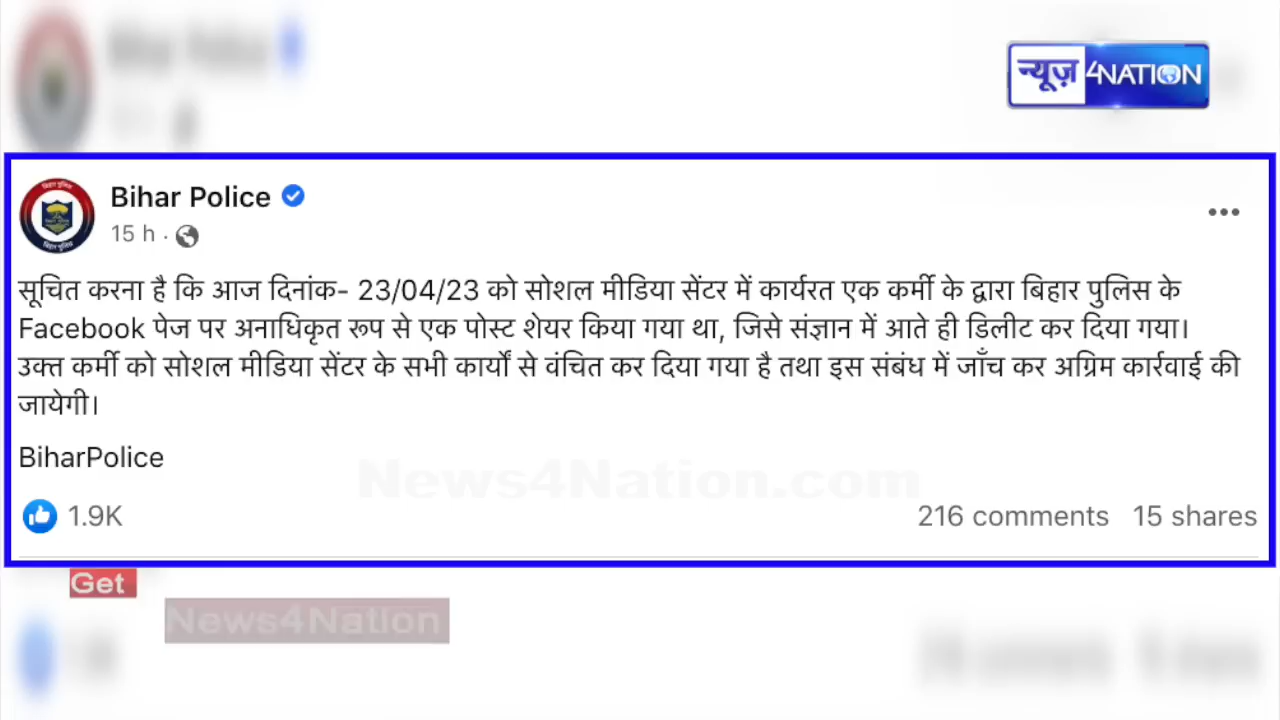 न्यूज़ 4NATION
Bihar Police
15 h ·
सूचित करना है कि आज दिनांक- 23/04/23 को सोशल मीडिया सेंटर में कार्यरत एक कर्मी के द्वारा बिहार पुलिस के
Facebook पेज पर अनाधिकृत रूप से एक पोस्ट शेयर किया गया था, जिसे संज्ञान में आते ही डिलीट कर दिया गया।
उक्त कर्मी को सोशल मीडिया सेंटर के सभी कार्यों से वंचित कर दिया गया है तथा इस संबंध में जाँच कर अग्रिम कार्रवाई की
जायेगी।
BiharPolice
News4Nation.com
1.9K 216 comments 15 shares
Get
News4Nation